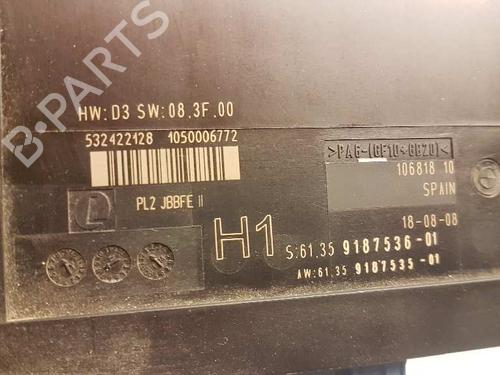 B-PARTS
HW: D3 SW: 08.3F.00
532422128 1050006772
PL2 JBBFE II
H1
>PA6-(GF10+GB20)<
106818 10
SPAIN
18-08-08
S:61.35 9187536-01
AW:61.35 9187535-01